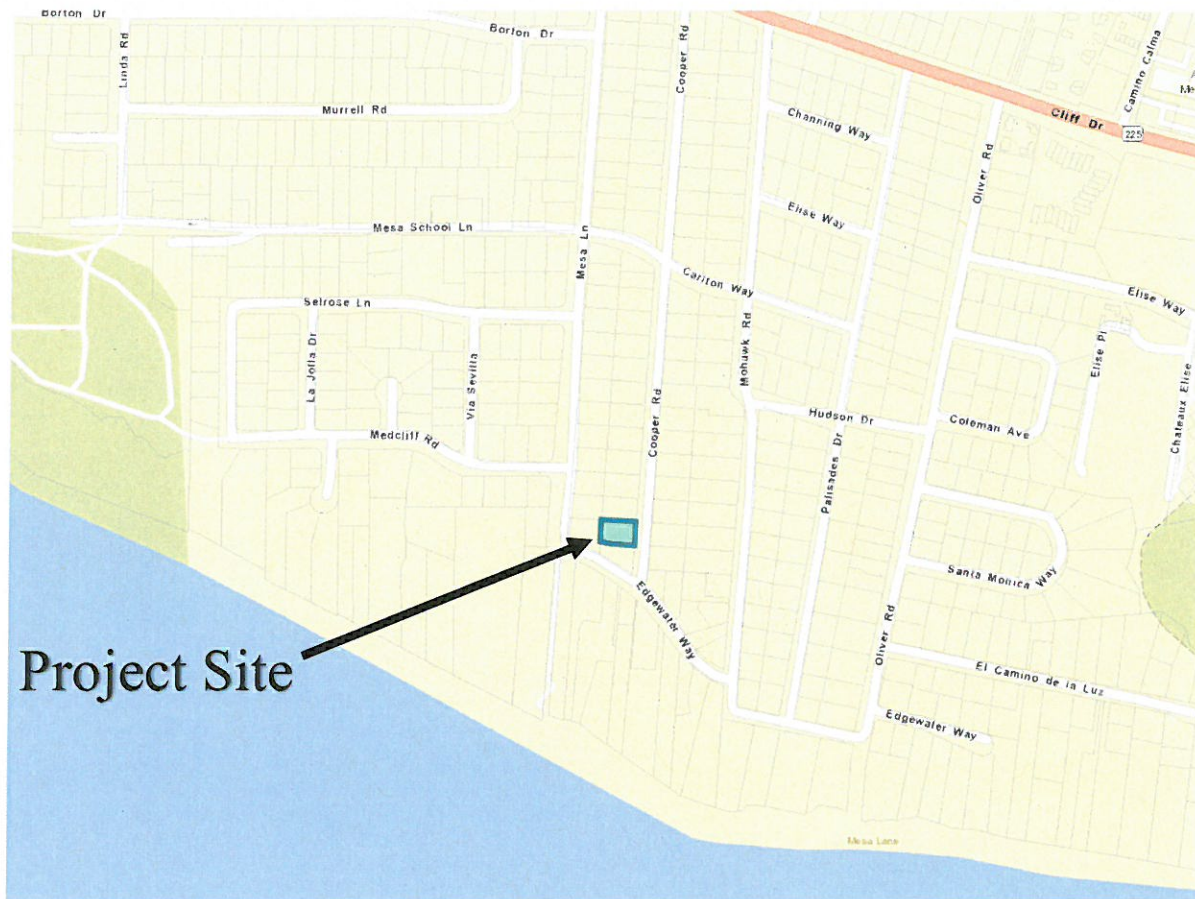 Borton Dr
Borton Dr
Linda Rd
Cooper Rd
Camino Calma
Murrell Rd
Channing Way
Cliff Dr
225
Oliver Rd
Elise Way
Mesa School Ln
Mesa Ln
Carlton Way
Elise Way
Selrose Ln
La Jolla Dr
Via Sevilla
Mohawk Rd
Elise Pl
Chateaux Elise
Cooper Rd
Hudson Dr
Coleman Ave
Medcliff Rd
Palisades Dr
Santa Monica Way
Edgewater Way
Oliver Rd
Project Site
El Camino de la Luz
Edgewater Way
Mesa Lane